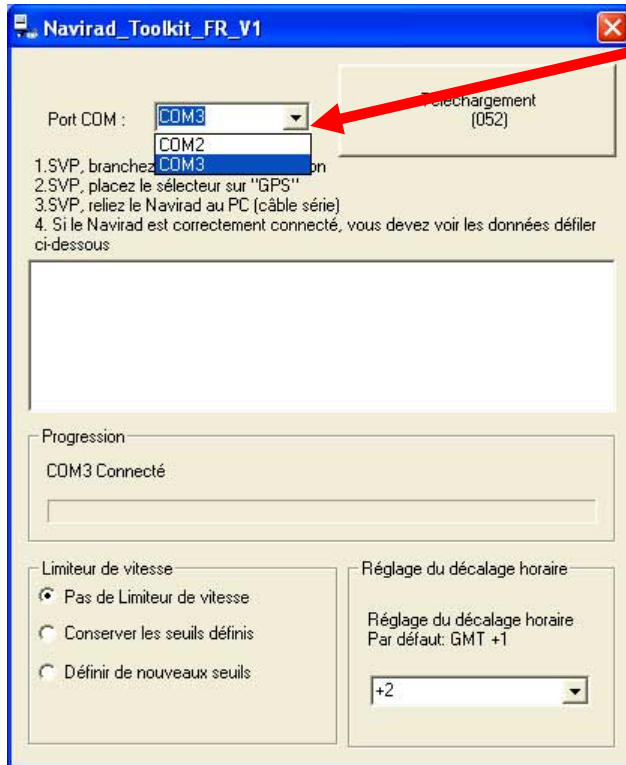 Navirad_Toolkit_FR_V1
Port COM :
COM3
Téléchargement
(052)
COM2
COM3
1.SVP, branchez
2.SVP, placez le sélecteur sur "GPS"
3.SVP, reliez le Navirad au PC (câble série)
4. Si le Navirad est correctement connecté, vous devez voir les données défiler
ci-dessous
Progression
COM3 Connecté
Limiteur de vitesse
Pas de Limiteur de vitesse
Conserver les seuils définis
Définir de nouveaux seuils
Réglage du décalage horaire
Réglage du décalage horaire
Par défaut: GMT +1
+2